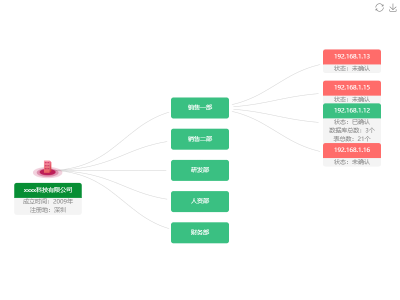 xxxx科技有限公司
成立时间：2009年
注册地：深圳
销售一部
销售二部
研发部
人资部
财务部
192.168.1.13
状态：未确认
192.168.1.15
状态：未确认
192.168.1.12
状态：已确认
数据库总数：3个
表总数：21个
192.168.1.16
状态：未确认